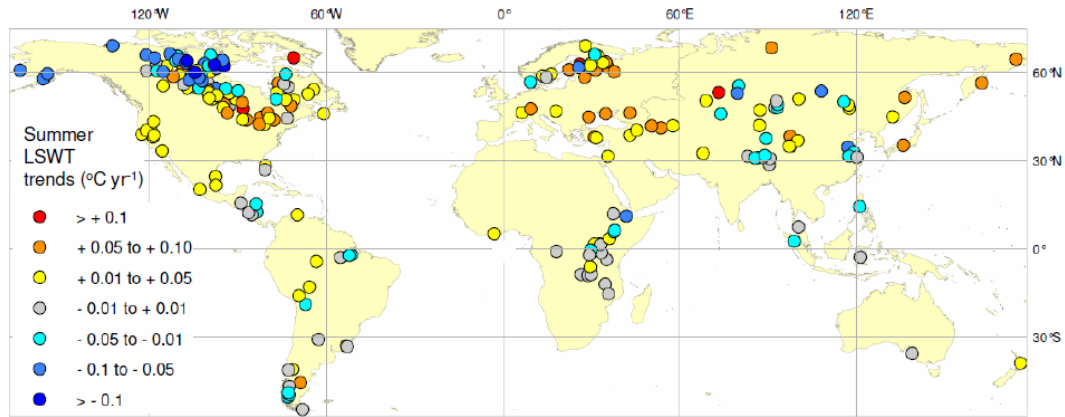 120°W
60°W
0°
60°E
120°E
60°N
30°N
0°
30°S
Summer
LSWT
trends (°C yr⁻¹)
> + 0.1
+ 0.05 to + 0.10
+ 0.01 to + 0.05
- 0.01 to + 0.01
- 0.05 to - 0.01
- 0.1 to - 0.05
> - 0.1